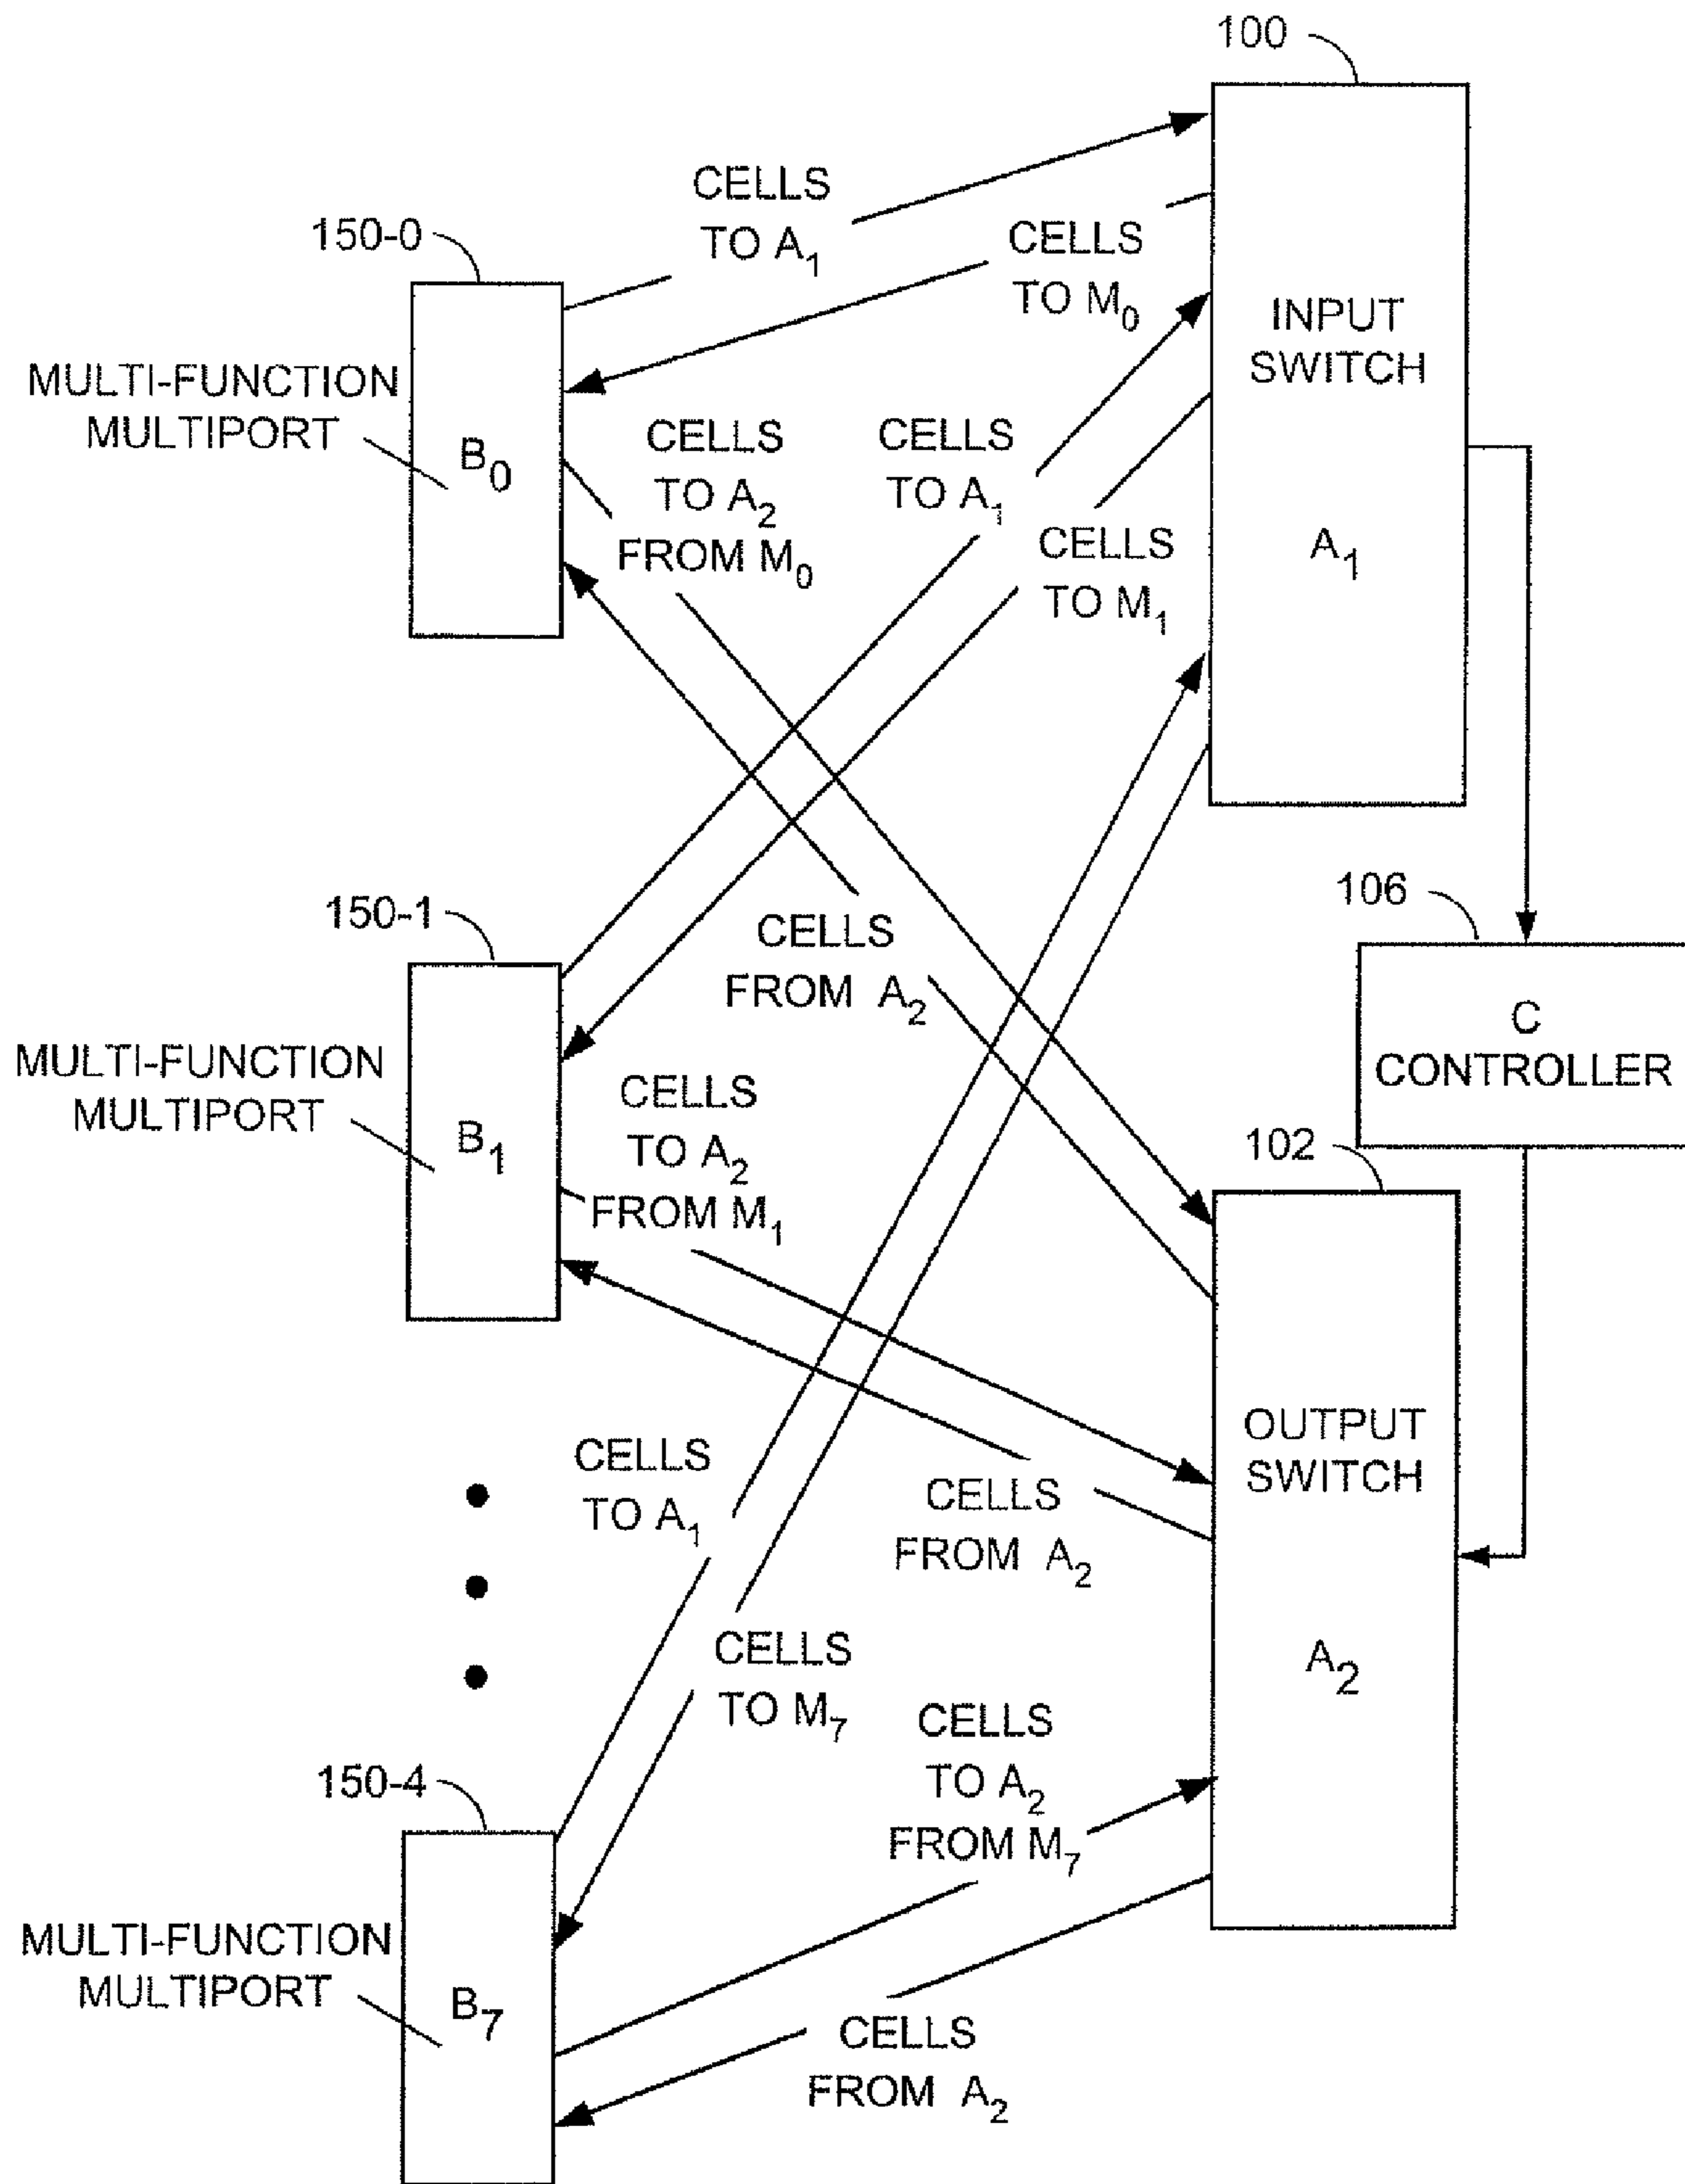 100
CELLS
TO A₁
150-0
CELLS
TO M₀
INPUT
SWITCH
A₁
MULTI-FUNCTION
MULTIPORT
B₀
CELLS
TO A₂
FROM M₀
CELLS
TO A₁
CELLS
TO M₁
150-1
CELLS
FROM A₂
106
C
CONTROLLER
MULTI-FUNCTION
MULTIPORT
B₁
CELLS
TO A₂
FROM M₁
102
OUTPUT
SWITCH
A₂
CELLS
TO A₁
CELLS
FROM A₂
CELLS
TO M₇
CELLS
TO A₂
FROM M₇
150-4
MULTI-FUNCTION
MULTIPORT
B₇
CELLS
FROM A₂